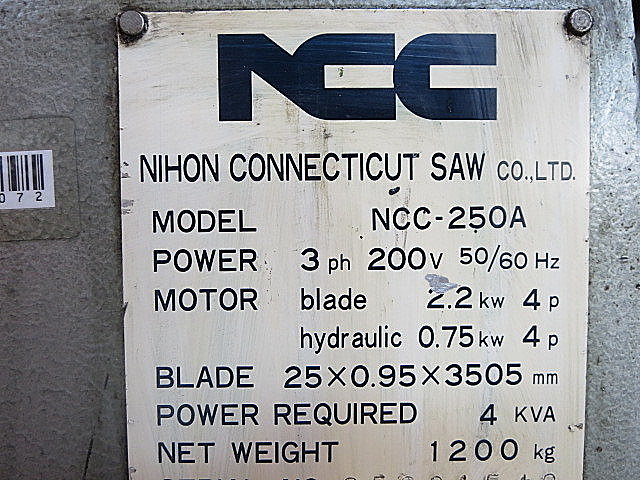 NCC
NIHON CONNECTICUT SAW CO.,LTD.
MODEL NCC-250A
POWER 3 ph 200V 50/60 Hz
MOTOR blade 2.2 kw 4 p
hydraulic 0.75 kw 4 p
BLADE 25×0.95×3505 mm
POWER REQUIRED 4 KVA
NET WEIGHT 1200 kg
072